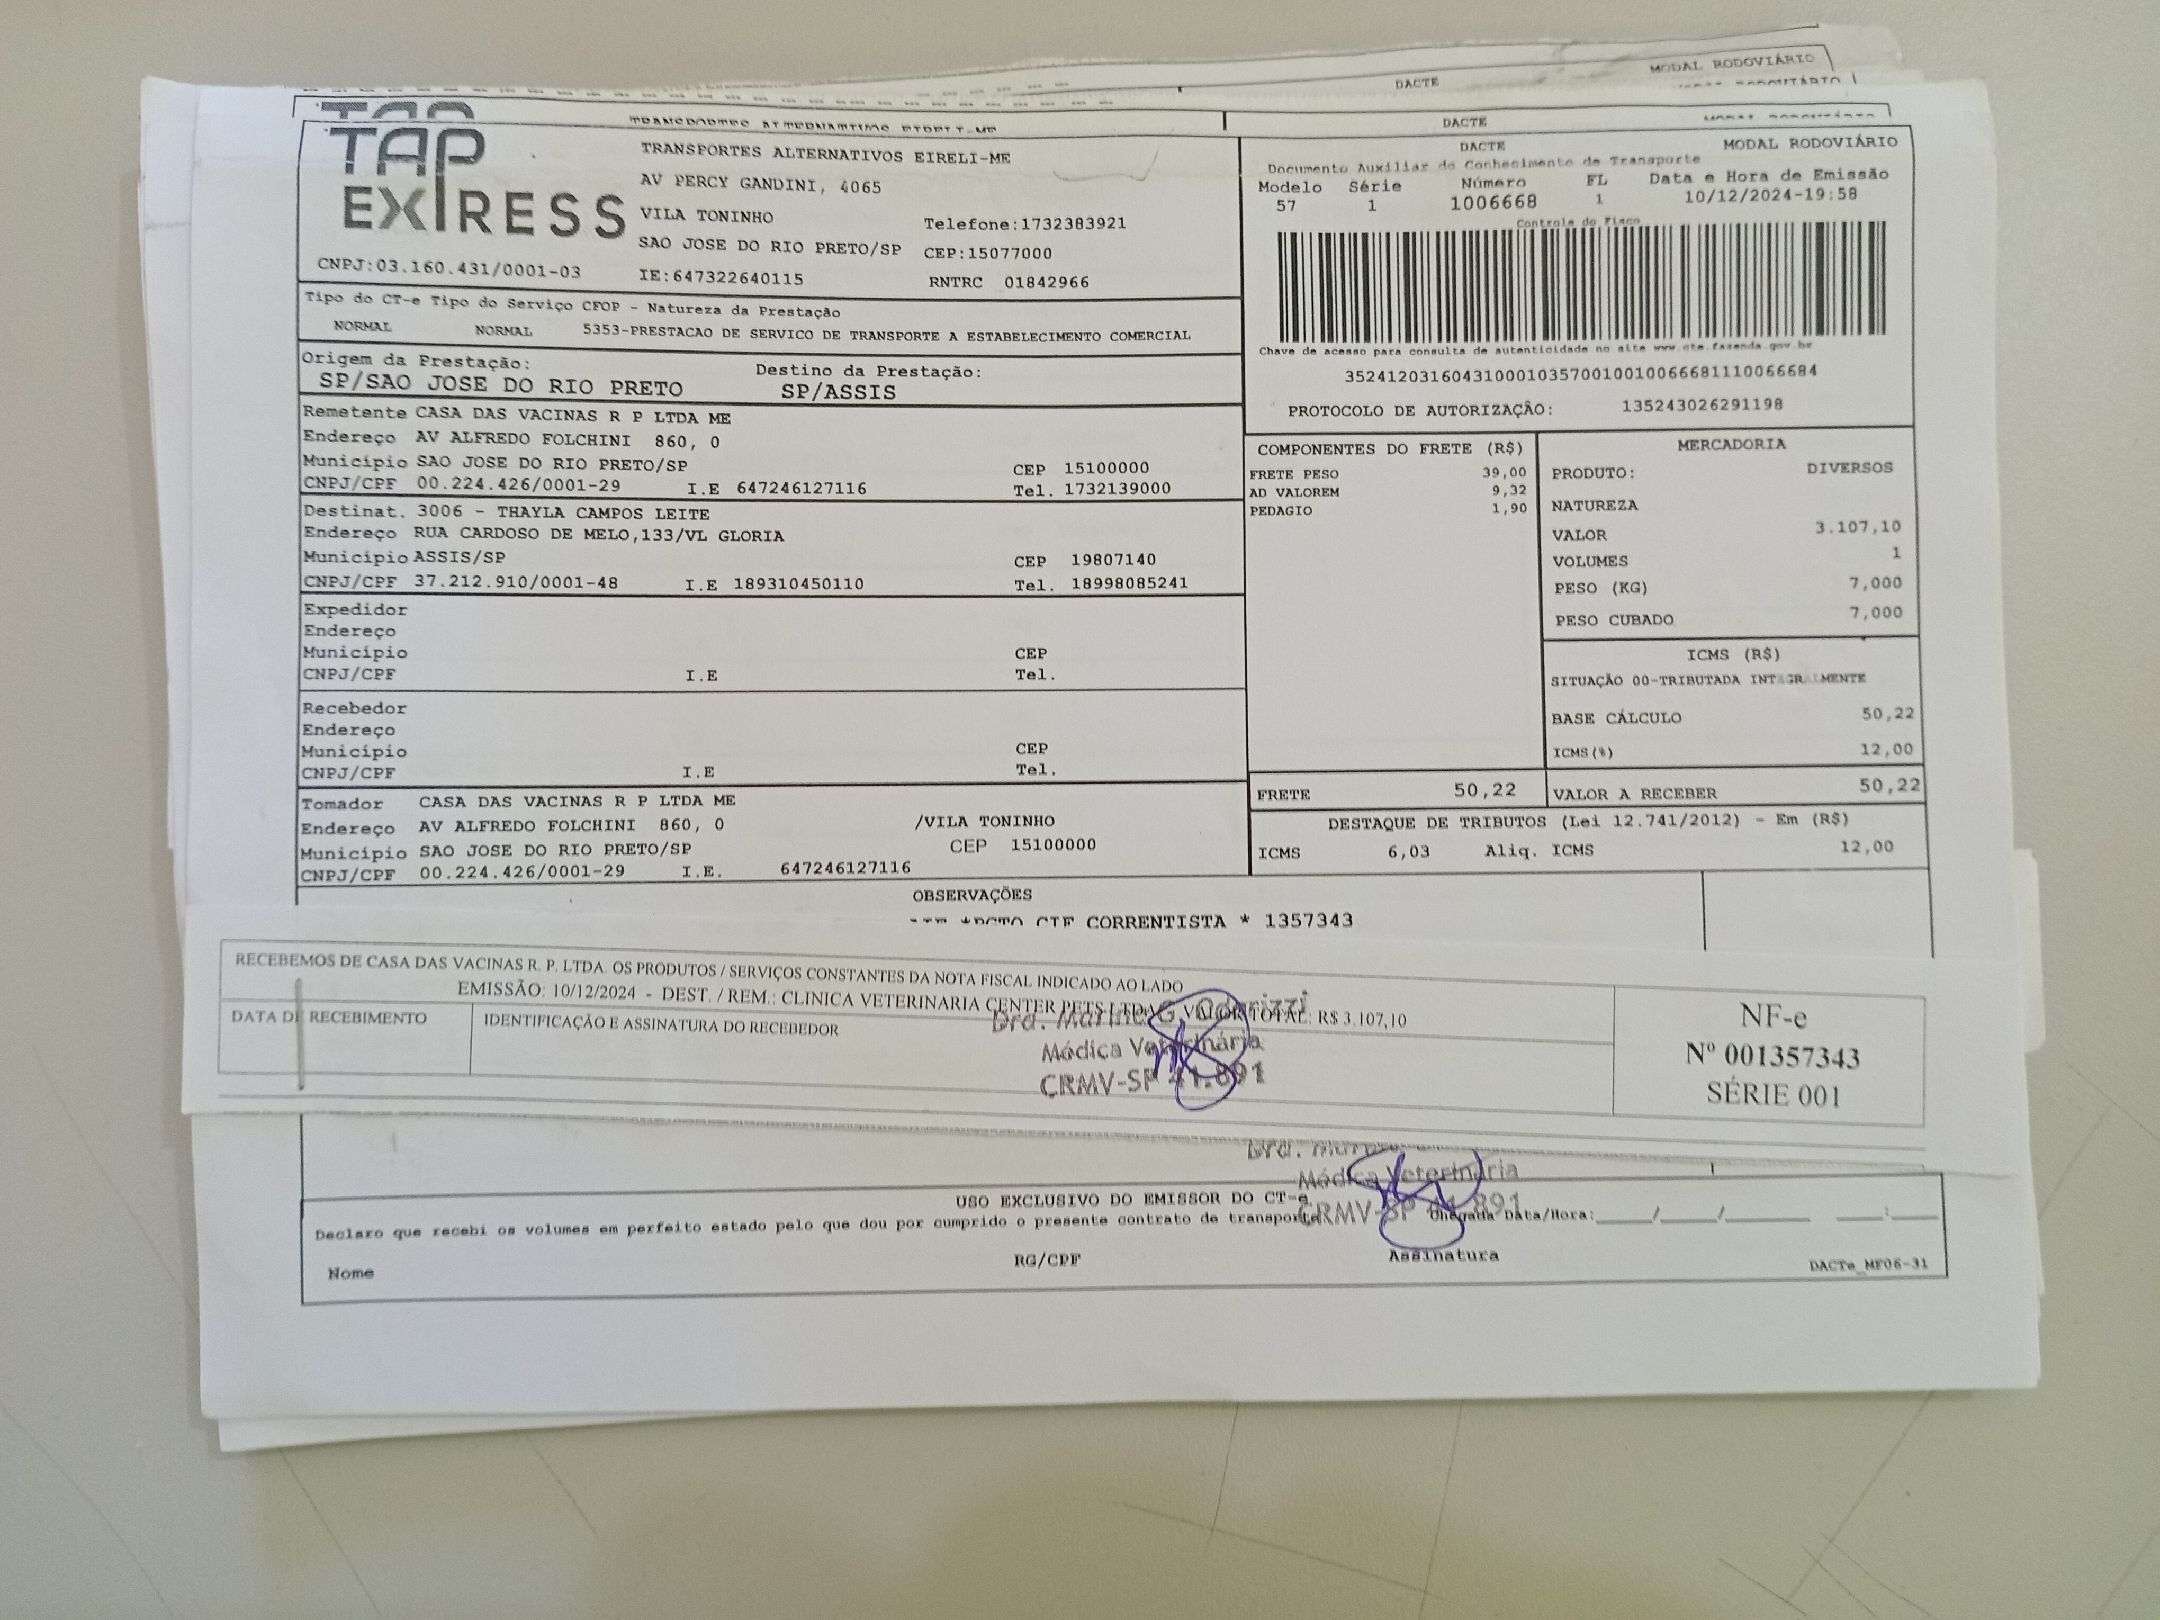 DACTE
MODAL RODOVIÁRIO
DACTE
TAP
EXPRESS
CNPJ:03.160.431/0001-03
TRANSPORTES ALTERNATIVOS EIRELI-ME
AV PERCY GANDINI, 4065
VILA TONINHO
Telefone:1732383921
SAO JOSE DO RIO PRETO/SP CEP:15077000
IE:647322640115
RNTRC 01842966
DACTE
MODAL RODOVIÁRIO
Documento Auxiliar do Conhecimento de Transporte
Modelo Série Número FL Data e Hora de Emissão
57 1 1006668 1 10/12/2024-19:58
Controle do Fisco
Chave de acesso para consulta de autenticidade no site www.cte.fazenda.gov.br
35241203160431000103570010010066681110066684
PROTOCOLO DE AUTORIZAÇÃO: 135243026291198
Tipo do CT-e Tipo do Serviço CFOP - Natureza da Prestação
NORMAL NORMAL 5353-PRESTACAO DE SERVICO DE TRANSPORTE A ESTABELECIMENTO COMERCIAL
Origem da Prestação: Destino da Prestação:
SP/SAO JOSE DO RIO PRETO SP/ASSIS
Remetente CASA DAS VACINAS R P LTDA ME
Endereço AV ALFREDO FOLCHINI 860, 0
Município SAO JOSE DO RIO PRETO/SP CEP 15100000
CNPJ/CPF 00.224.426/0001-29 I.E 647246127116 Tel. 1732139000
Destinat. 3006 - THAYLA CAMPOS LEITE
Endereço RUA CARDOSO DE MELO,133/VL GLORIA
Município ASSIS/SP CEP 19807140
CNPJ/CPF 37.212.910/0001-48 I.E 189310450110 Tel. 18998085241
Expedidor
Endereço
Município CEP
CNPJ/CPF I.E Tel.
Recebedor
Endereço
Município CEP
CNPJ/CPF I.E Tel.
Tomador CASA DAS VACINAS R P LTDA ME
Endereço AV ALFREDO FOLCHINI 860, 0 /VILA TONINHO
Município SAO JOSE DO RIO PRETO/SP CEP 15100000
CNPJ/CPF 00.224.426/0001-29 I.E. 647246127116
COMPONENTES DO FRETE (R$)
FRETE PESO 39,00
AD VALOREM 9,32
PEDAGIO 1,90
MERCADORIA
PRODUTO: DIVERSOS
NATUREZA
VALOR 3.107,10
VOLUMES 1
PESO (KG) 7,000
PESO CUBADO 7,000
ICMS (R$)
SITUAÇÃO 00-TRIBUTADA INTEGRALMENTE
BASE CÁLCULO 50,22
ICMS(%) 12,00
FRETE 50,22 VALOR A RECEBER 50,22
DESTAQUE DE TRIBUTOS (Lei 12.741/2012) - Em (R$)
ICMS 6,03 Aliq. ICMS 12,00
OBSERVAÇÕES
CIF CORRENTISTA * 1357343
RECEBEMOS DE CASA DAS VACINAS R. P. LTDA. OS PRODUTOS / SERVIÇOS CONSTANTES DA NOTA FISCAL INDICADO AO LADO
EMISSÃO: 10/12/2024 - DEST. / REM.: CLINICA VETERINARIA CENTER PETS LTDA VALOR TOTAL: R$ 3.107,10
DATA DE RECEBIMENTO
IDENTIFICAÇÃO E ASSINATURA DO RECEBEDOR
Médica Veterinária
CRMV-SP 41.891
NF-e
Nº 001357343
SÉRIE 001
Médica Veterinária
CRMV-SP 41.891
USO EXCLUSIVO DO EMISSOR DO CT-e
Declaro que recebi os volumes em perfeito estado pelo que dou por cumprido o presente contrato de transporte Chegada Data/Hora: / / :
Nome RG/CPF Assinatura
DACTe_MF06-31